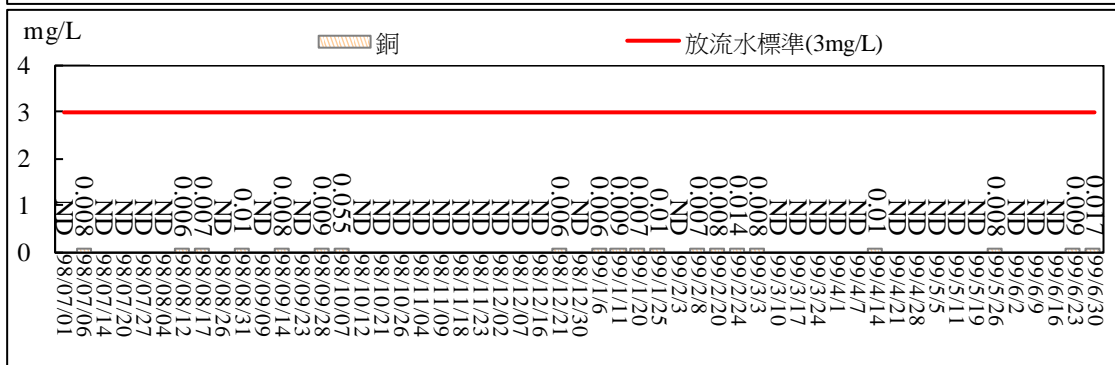 mg/L
銅
放流水標準(3mg/L)
4
3
2
1
0
ND
0.008
ND
ND
ND
ND
0.006
0.007
ND
0.01
ND
0.008
ND
0.009
0.055
ND
ND
ND
ND
ND
ND
ND
ND
ND
ND
0.006
ND
0.006
0.009
0.007
0.01
ND
0.007
0.008
0.014
0.008
ND
ND
ND
ND
ND
0.01
ND
ND
ND
ND
ND
0.008
ND
ND
ND
0.009
0.017
98/07/01
98/07/06
98/07/14
98/07/20
98/07/27
98/08/04
98/08/12
98/08/17
98/08/26
98/08/31
98/09/09
98/09/14
98/09/21
98/09/28
98/10/07
98/10/12
98/10/21
98/10/26
98/11/04
98/11/09
98/11/18
98/11/23
98/12/02
98/12/07
98/12/16
98/12/21
98/12/30
99/1/6
99/1/11
99/1/20
99/1/25
99/2/3
99/2/8
99/2/20
99/2/24
99/3/3
99/3/10
99/3/17
99/3/24
99/4/1
99/4/7
99/4/14
99/4/21
99/4/28
99/5/5
99/5/11
99/5/19
99/5/26
99/6/2
99/6/9
99/6/16
99/6/23
99/6/30